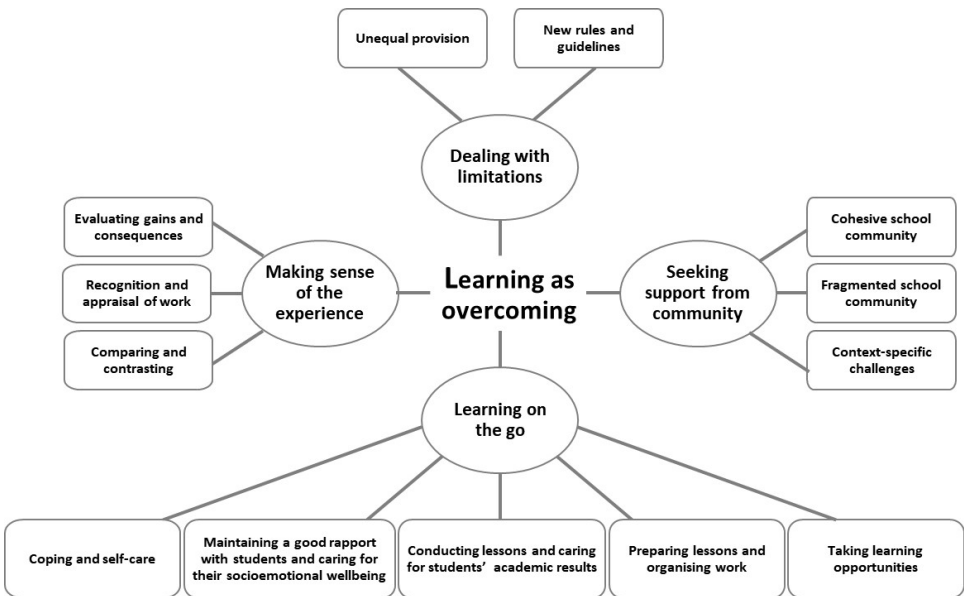 Unequal provision
New rules and
guidelines
Dealing with
limitations
Evaluating gains and
consequences
Recognition and
appraisal of work
Comparing and
contrasting
Making sense
of the
experience
Learning as
overcoming
Seeking
support from
community
Cohesive school
community
Fragmented school
community
Context-specific
challenges
Learning on
the go
Coping and self-care
Maintaining a good rapport
with students and caring for
their socioemotional wellbeing
Conducting lessons and caring
for students’ academic results
Preparing lessons and
organising work
Taking learning
opportunities